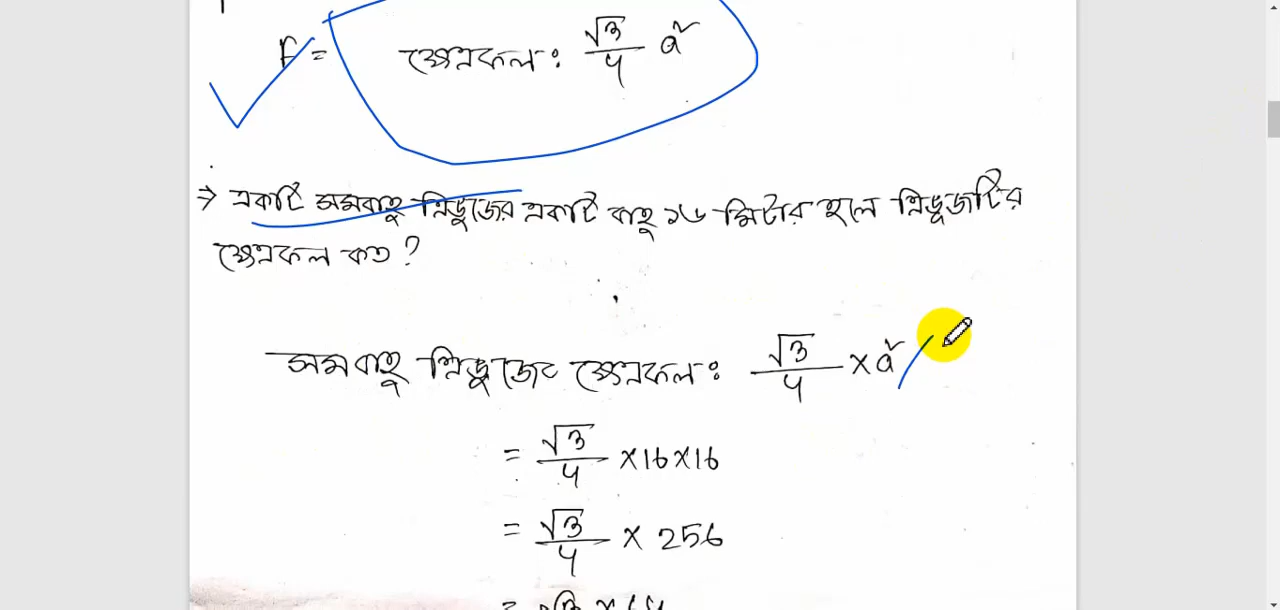 F = ক্ষেত্রফল: √3/4 a²
⇒ একটি সমবাহু ত্রিভুজের একটি বাহু ১৬ মিটার হলে ত্রিভুজটির
ক্ষেত্রফল কত?
সমবাহু ত্রিভুজের ক্ষেত্রফল: √3/4 × a²
= √3/4 ×16×16
= √3/4 × 256